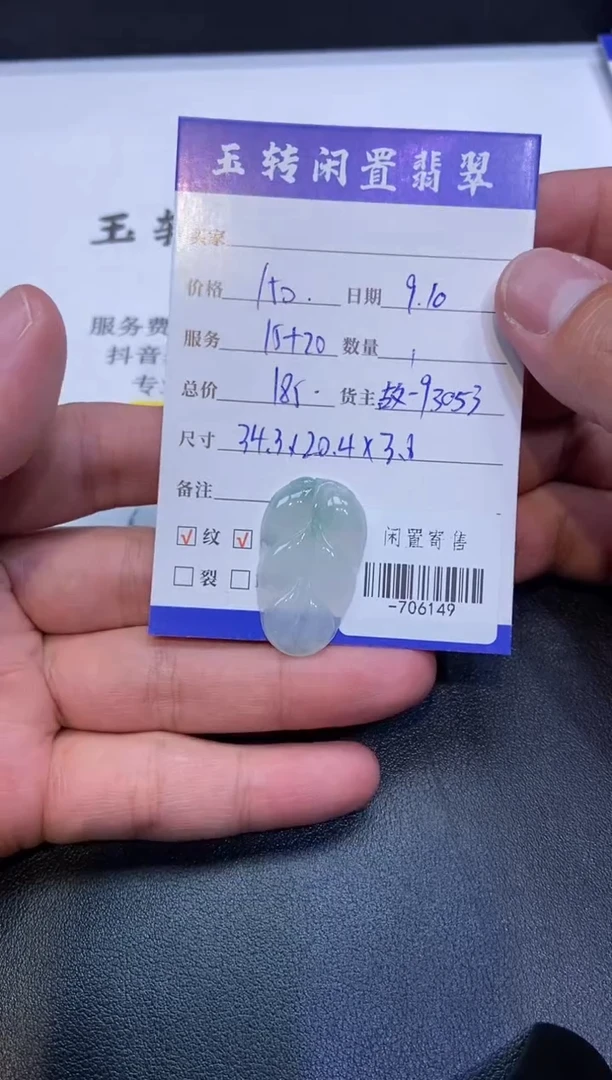 玉转闲置翡翠
玉转
买家
价格 150. 日期 9.10
服务费
服务 15+20 数量 1
抖音
总价 185. 货主 敖-93053
专
尺寸 34.3x20.4x3.8
备注
纹
闲置寄售
裂
-706149